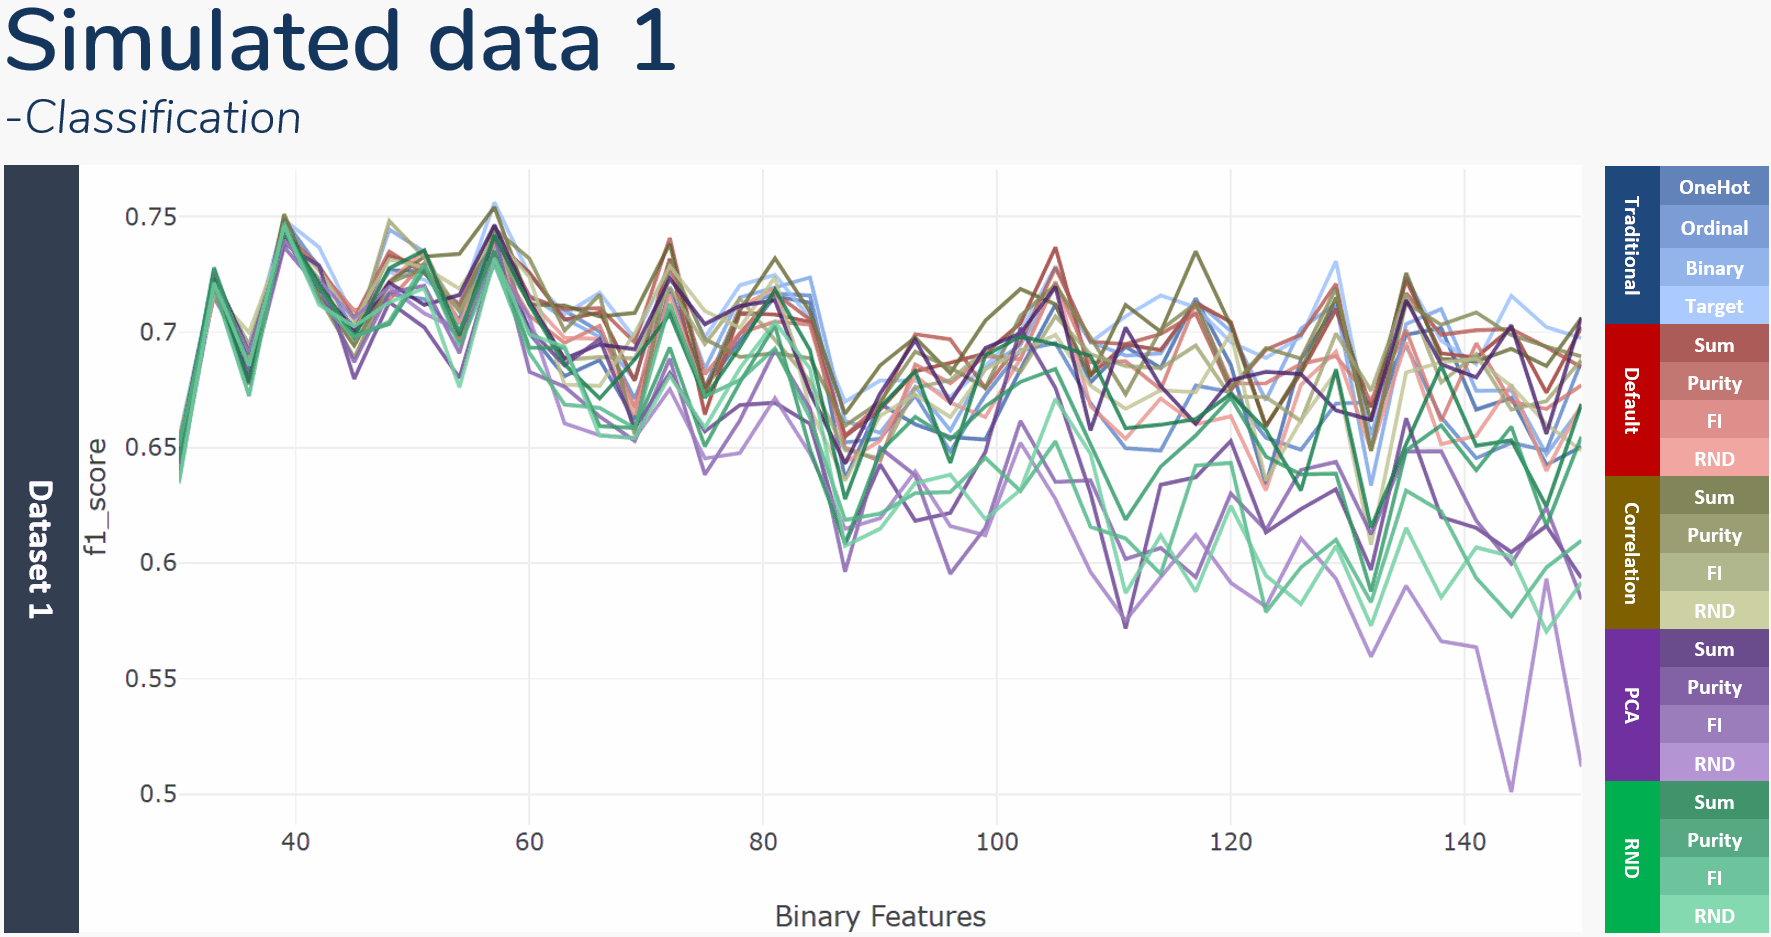 Simulated data 1
-Classification
Dataset 1
f1_score
0.75
0.7
0.65
0.6
0.55
0.5
40 60 80 100 120 140
Binary Features
Traditional
OneHot
Ordinal
Binary
Target
Default
Sum
Purity
FI
RND
Correlation
Sum
Purity
FI
RND
PCA
Sum
Purity
FI
RND
RND
Sum
Purity
FI
RND